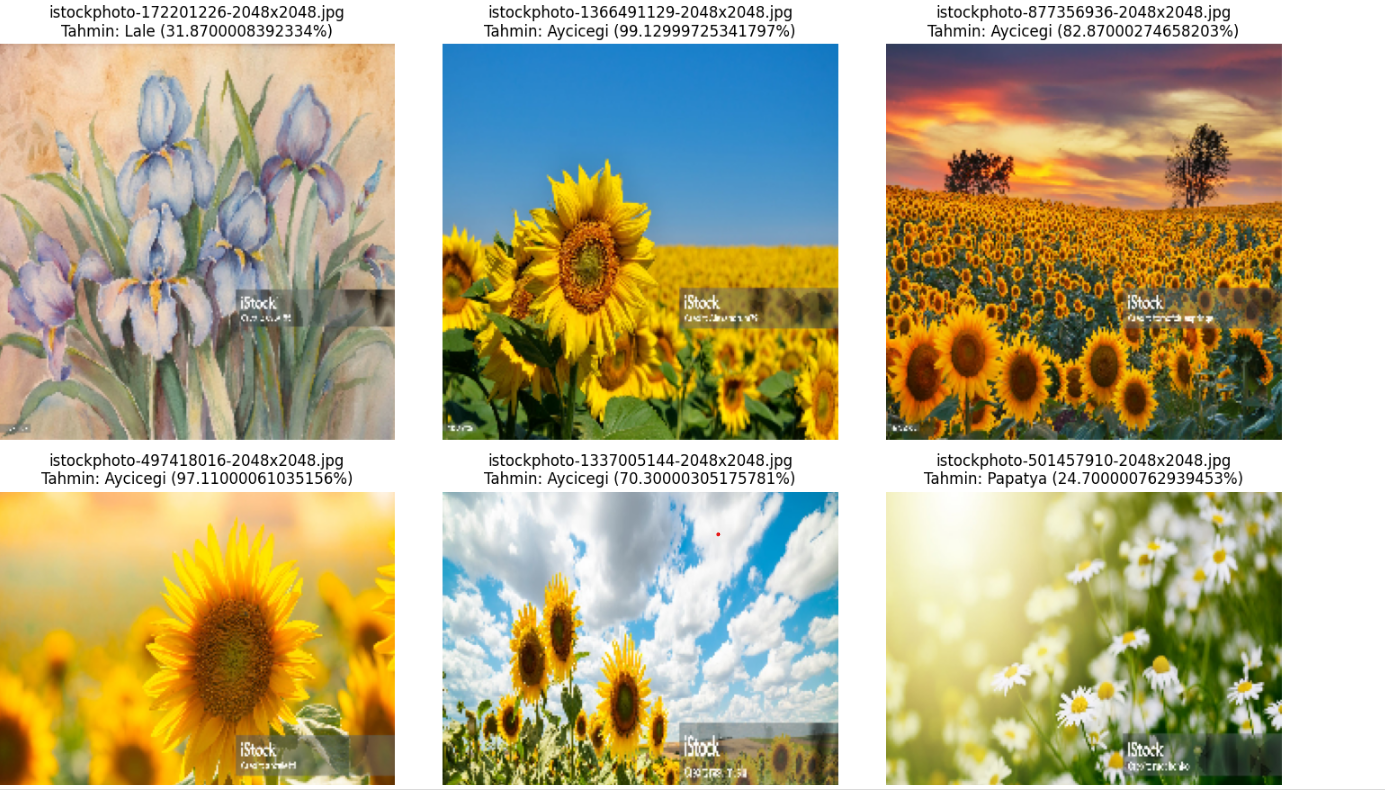 istockphoto-172201226-2048x2048.jpg
Tahmin: Lale (31.8700008392334%)
istockphoto-1366491129-2048x2048.jpg
Tahmin: Aycicegi (99.12999725341797%)
istockphoto-877356936-2048x2048.jpg
Tahmin: Aycicegi (82.87000274658203%)
iStock
iStock
iStock
istockphoto-497418016-2048x2048.jpg
Tahmin: Aycicegi (97.11000061035156%)
istockphoto-1337005144-2048x2048.jpg
Tahmin: Aycicegi (70.30000305175781%)
istockphoto-501457910-2048x2048.jpg
Tahmin: Papatya (24.700000762939453%)
iStock
iStock
iStock